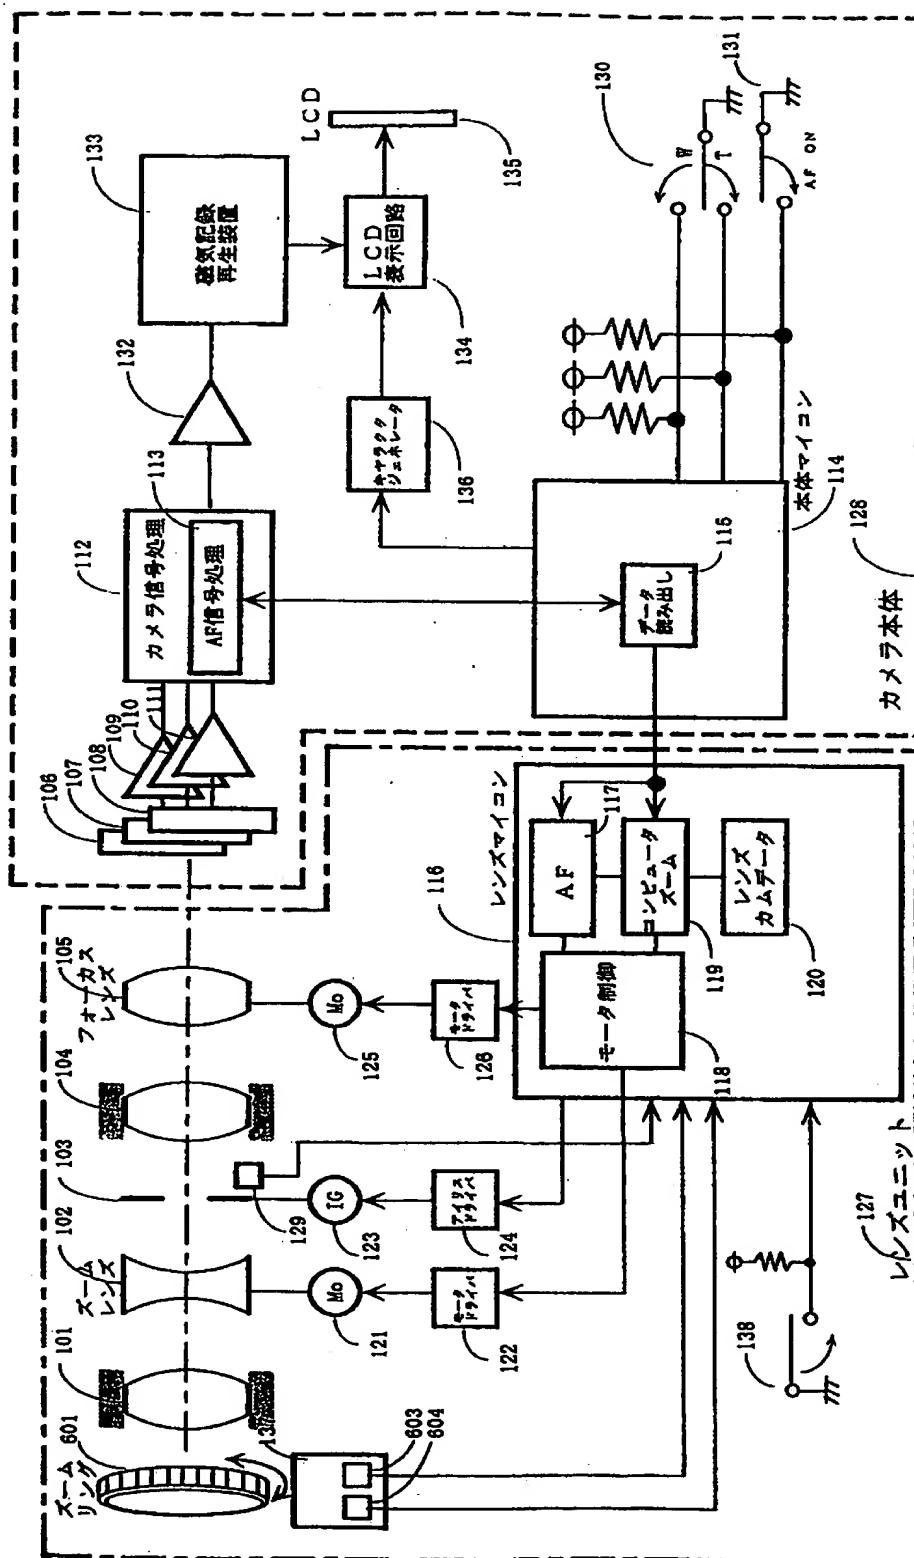 ズーム
リング
601
101
ズーム
レンズ
102
103
104
フォーカス
レンズ
105
106
107
108
109
110
111
カメラ信号処理
112
AF信号処理
113
132
磁気記録
再生装置
133
LCD
135
LCD
表示回路
134
キャラクタ
ジェネレータ
136
603
604
13
Mo
121
モータ
ドライバ
122
129
IG
123
アイリス
ドライバ
124
Mo
125
モータ
ドライバ
126
レンズマイコン
116
AF
117
モータ制御
118
コンピュータ
ズーム
119
レンズ
カムデータ
120
データ
読み出し
115
本体マイコン
114
130
W
T
131
AF ON
138
127
レンズユニット
カメラ本体
128